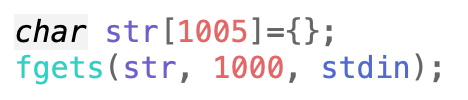 char str[1005]={};
fgets(str, 1000, stdin);